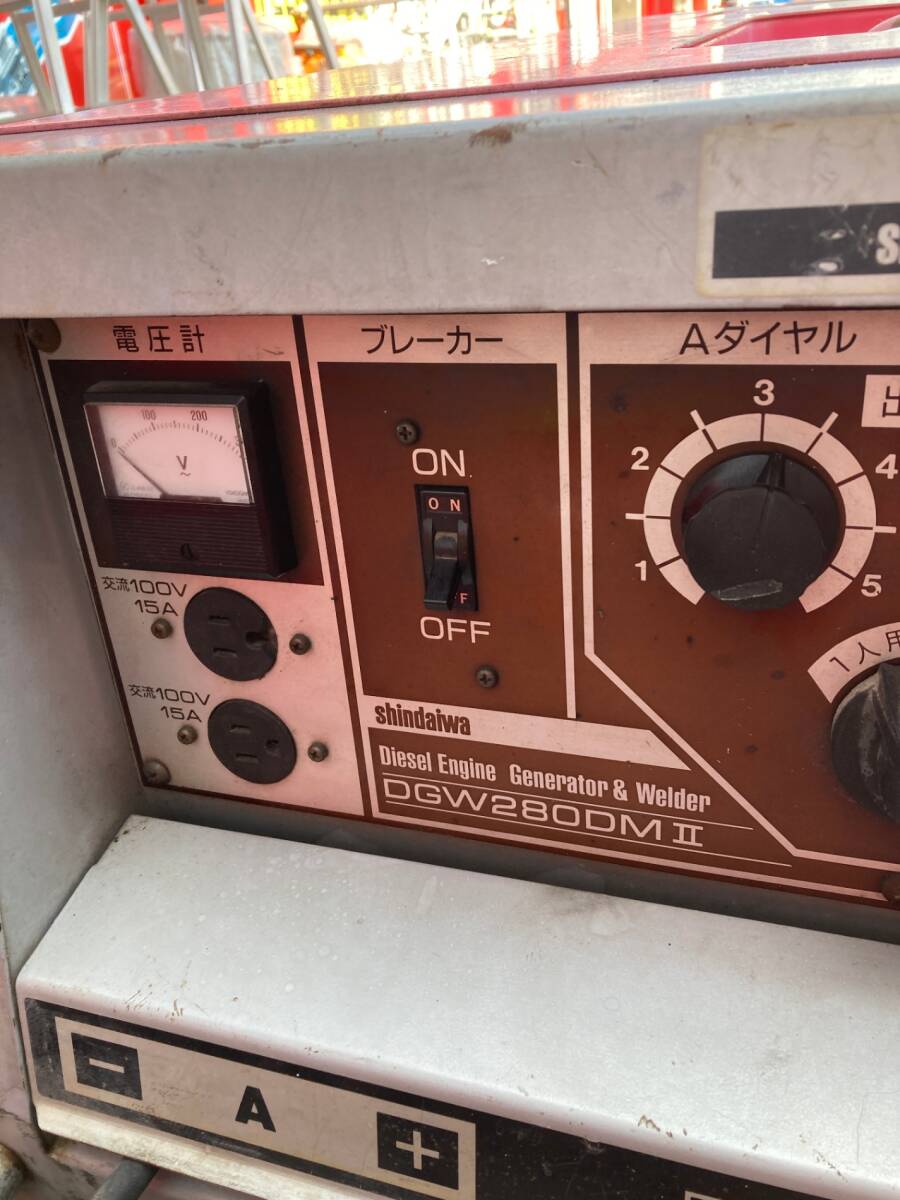 S
電圧計
ブレーカー
Aダイヤル
0 100 200
V
ON
ON
OFF
3
2
4
1
5
出
1人用
交流100V
15A
交流100V
15A
shindaiwa
Diesel Engine Generator & Welder
DGW280DMⅡ
−
A
+